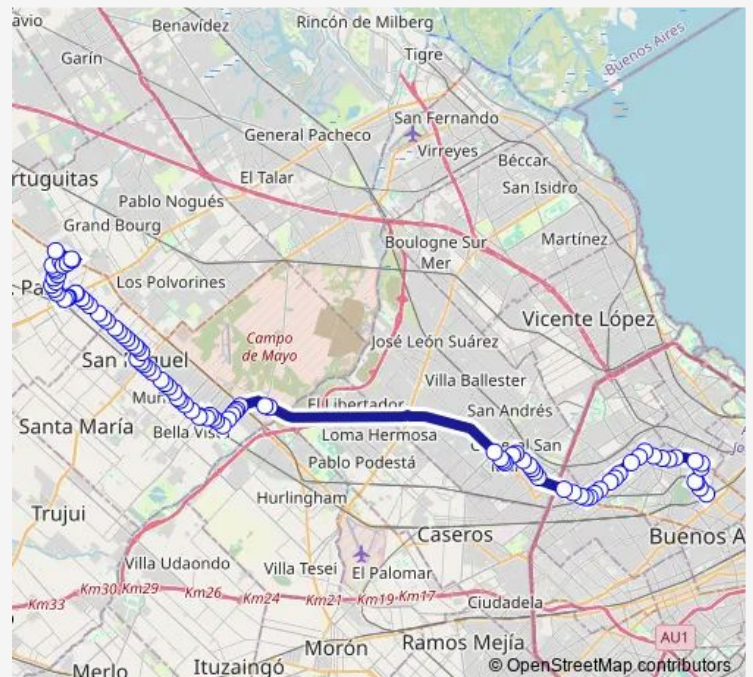 Benavídez
Rincón de Milberg
Garín
Tigre
Buenos Aires
San Fernando
General Pacheco
Virreyes
Béccar
El Talar
San Isidro
rtuguitas
Pablo Nogués
Grand Bourg
Martínez
Boulogne Sur
Mer
Los Polvorines
Vicente López
Campo
de Mayo
José León Suárez
Villa Ballester
El Libertador
San Andrés
Santa María
Loma Hermosa
Pablo Podestá
Hurlingham
Trujui
Caseros
Buenos A
Villa Udaondo
Villa Tesei
El Palomar
Km33
Km30
Km29
Km26
Km24
Km21
Km19
Km17
Ciudadela
AU1
Morón
Ramos Mejía
Merlo
Ituzaingó
© OpenStreetMap contributors